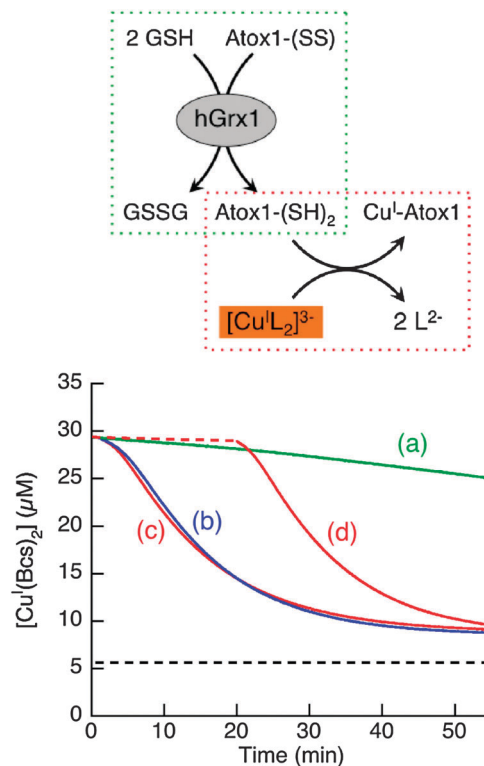 2 GSH Atox1-(SS)
hGrx1
GSSG Atox1-(SH)₂ Cuᴵ-Atox1
[CuᴵL₂]³⁻ 2 L²⁻
35
30
25
20
15
10
5
0
[Cuᴵ(Bcs)₂] (µM)
(a)
(b)
(c)
(d)
0 10 20 30 40 50
Time (min)